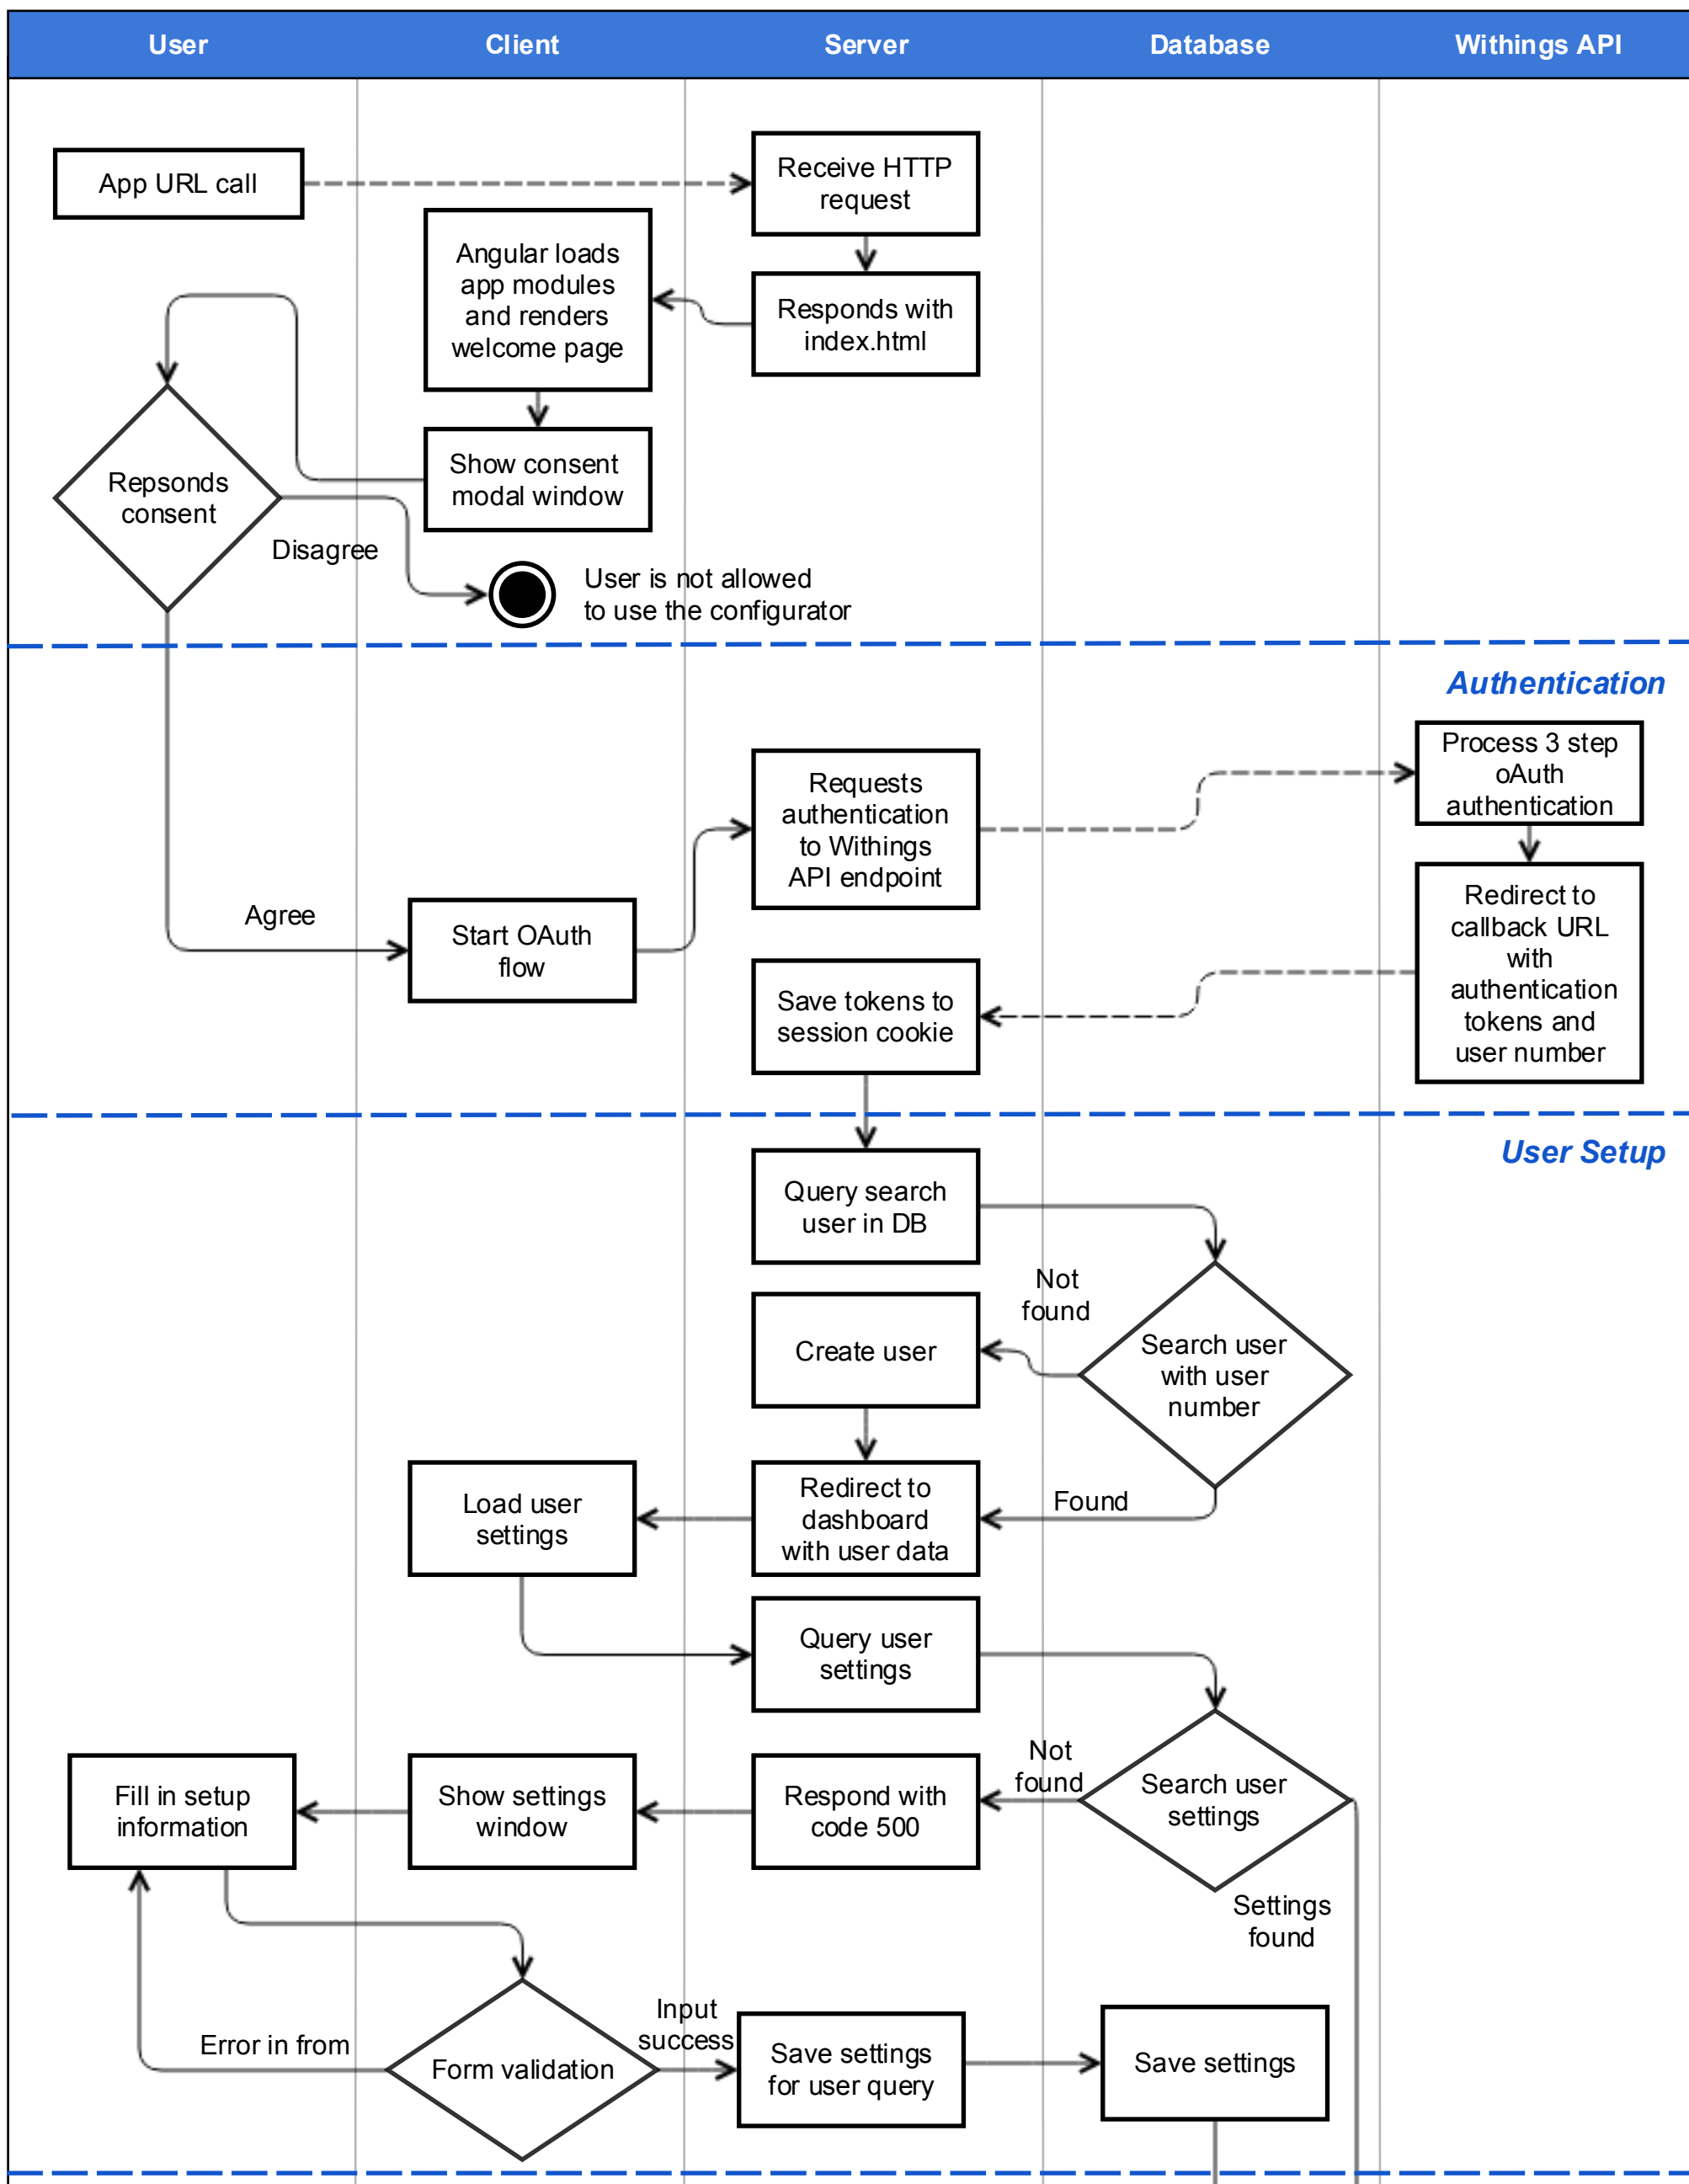 User
Client
Server
Database
Withings API
App URL call
Receive HTTP
request
Angular loads
app modules
and renders
welcome page
Responds with
index.html
Show consent
modal window
Repsonds
consent
Disagree
User is not allowed
to use the configurator
Authentication
Process 3 step
oAuth
authentication
Requests
authentication
to Withings
API endpoint
Redirect to
callback URL
with
authentication
tokens and
user number
Agree
Start OAuth
flow
Save tokens to
session cookie
User Setup
Query search
user in DB
Not
found
Search user
with user
number
Create user
Found
Redirect to
dashboard
with user data
Load user
settings
Query user
settings
Not
found
Search user
settings
Respond with
code 500
Show settings
window
Fill in setup
information
Settings
found
Error in from
Form validation
Input
success
Save settings
for user query
Save settings